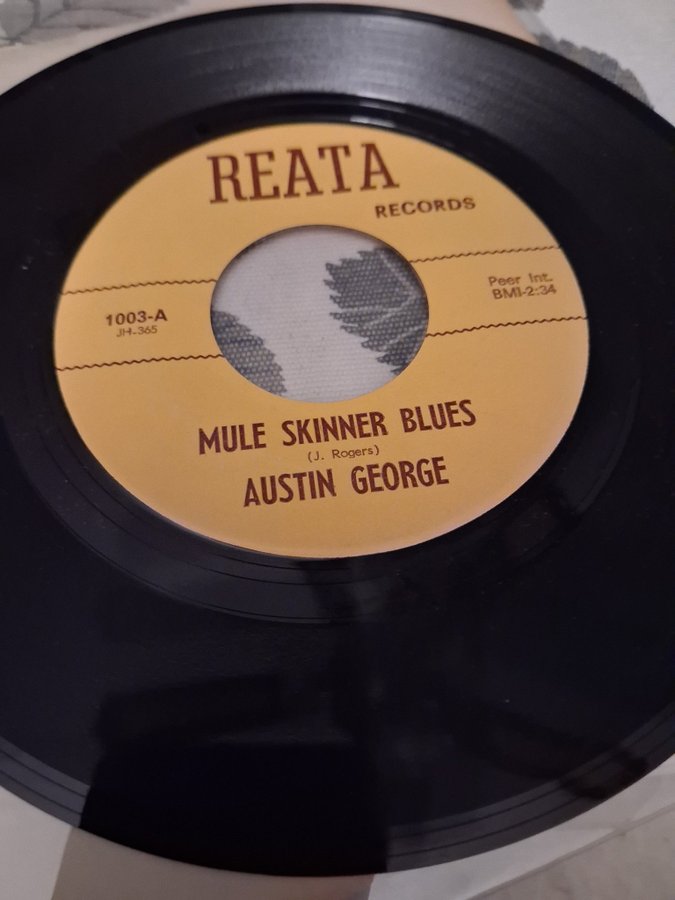 REATA
RECORDS
Peer Int.
BMI-2:34
1003-A
JH-365
MULE SKINNER BLUES
(J. Rogers)
AUSTIN GEORGE